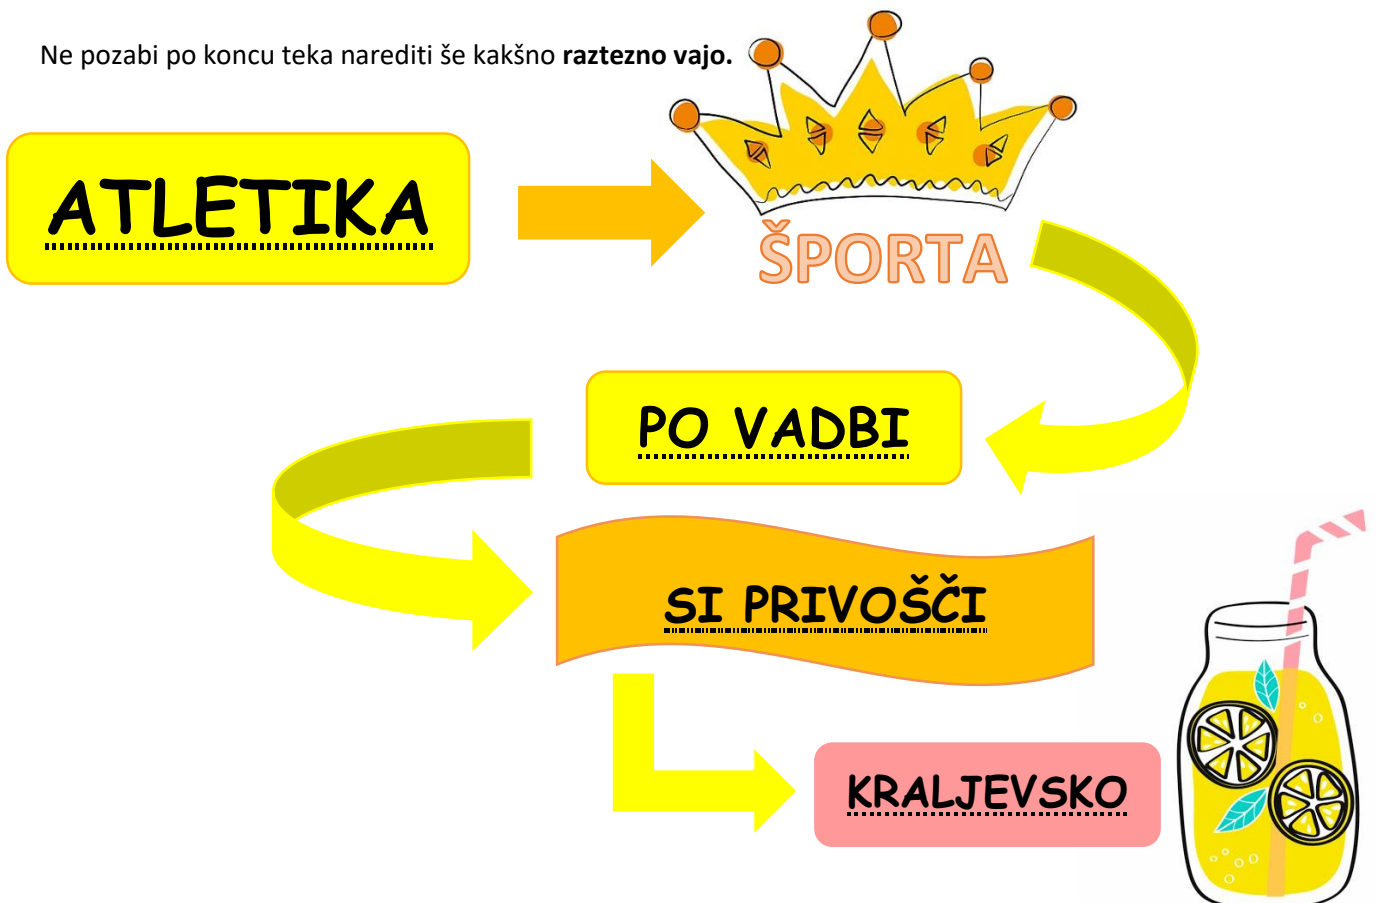 Ne pozabi po koncu teka narediti še kakšno raztezno vajo.
ATLETIKA
ŠPORTA
PO VADBI
SI PRIVOŠČI
KRALJEVSKO